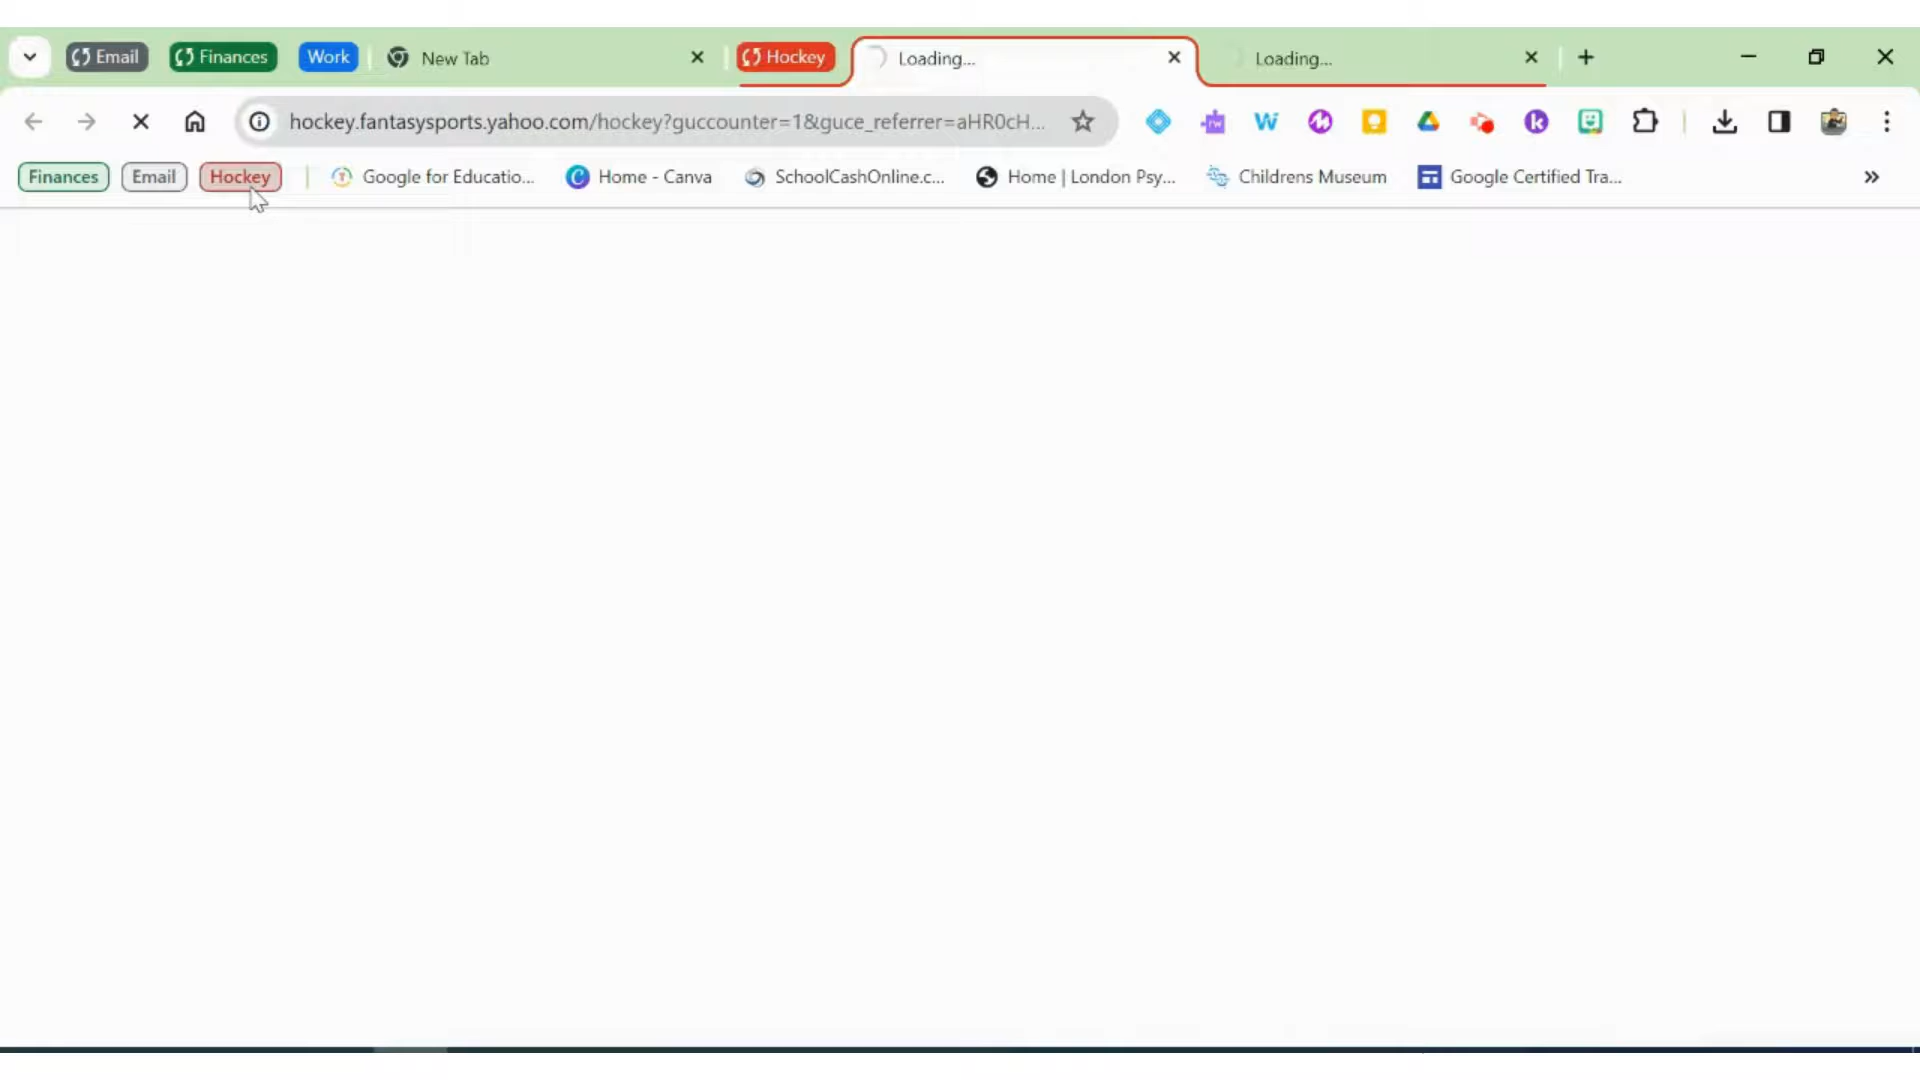 Email Finances Work New Tab Hockey Loading... Loading...
hockey.fantasysports.yahoo.com/hockey?guccounter=1&guce_referrer=aHR0cH...
Finances Email Hockey Google for Educatio... Home - Canva SchoolCashOnline.c... Home | London Psy... Childrens Museum Google Certified Tra...